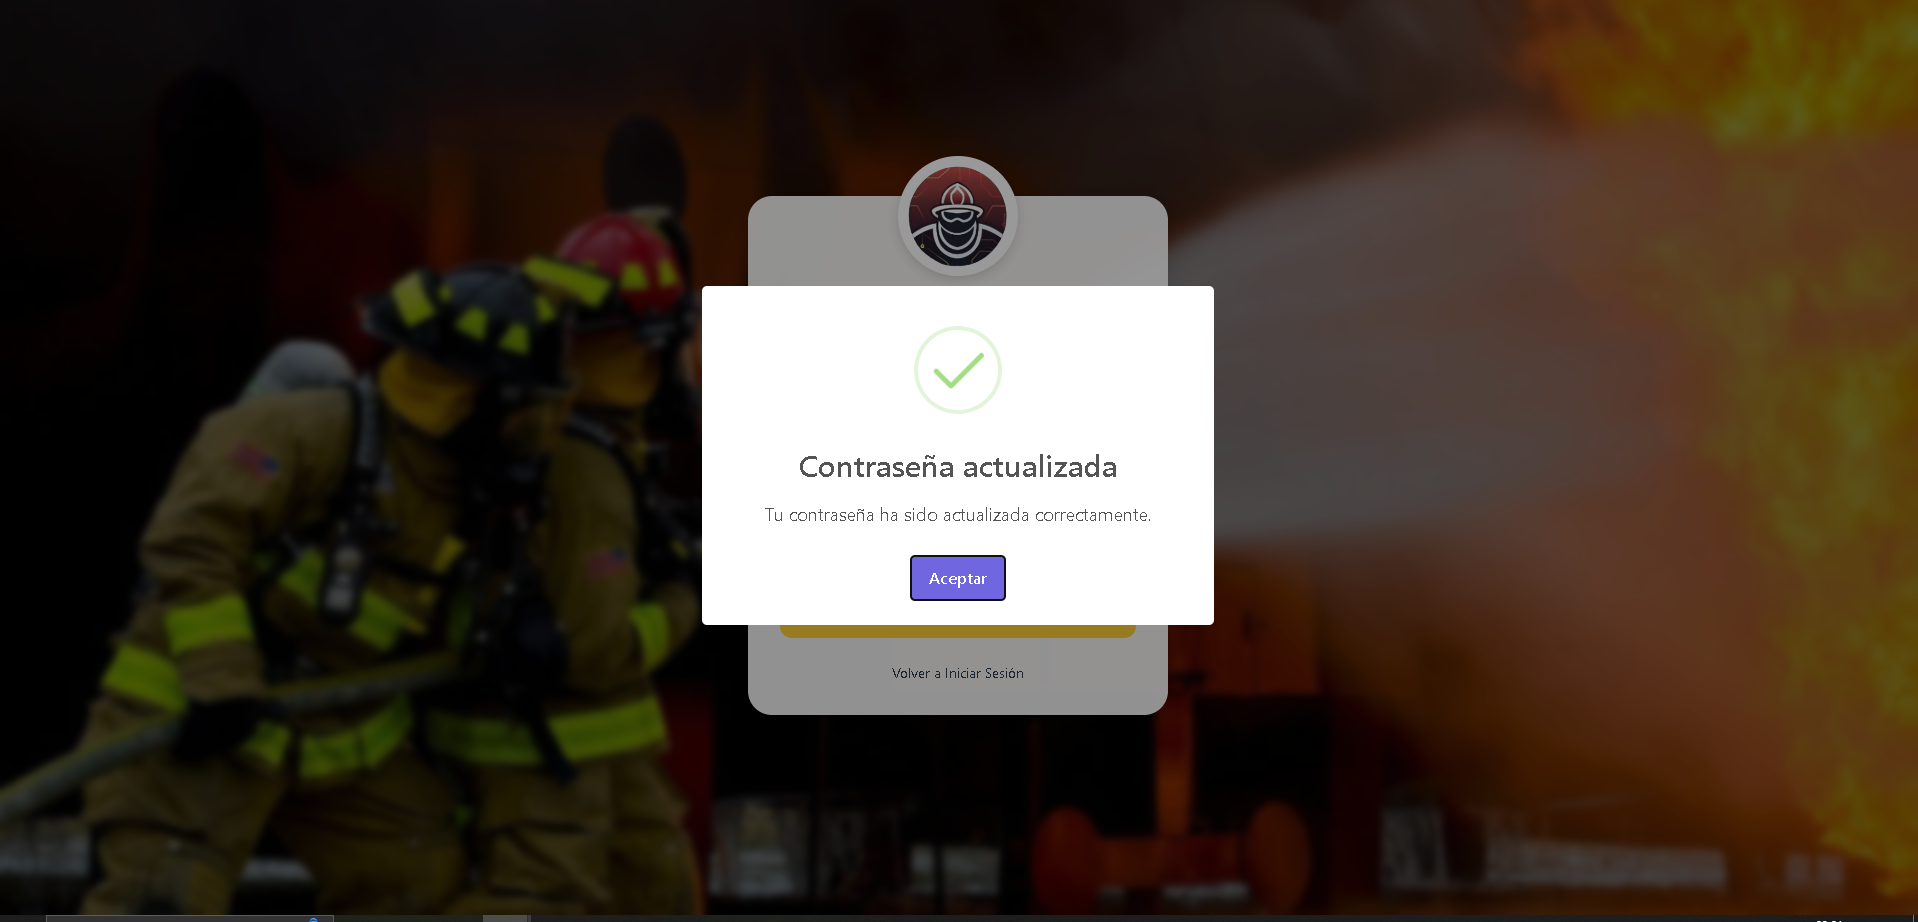 Contraseña actualizada
Tu contraseña ha sido actualizada correctamente.
Aceptar
Volver a Iniciar Sesión